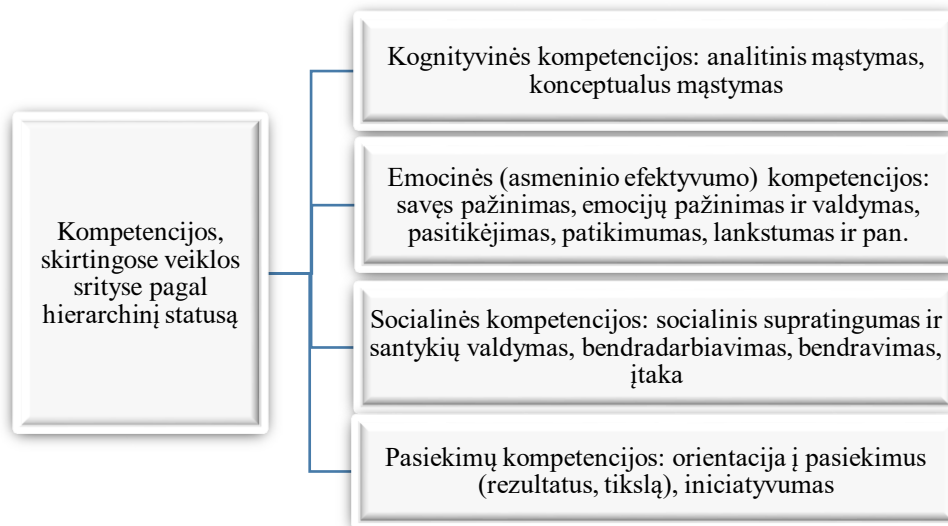 Kompetencijos,
skirtingose veiklos
srityse pagal
hierarchinį statusą
Kognityvinės kompetencijos: analitinis mąstymas,
konceptualus mąstymas
Emocinės (asmeninio efektyvumo) kompetencijos:
savęs pažinimas, emocijų pažinimas ir valdymas,
pasitikėjimas, patikimumas, lankstumas ir pan.
Socialinės kompetencijos: socialinis supratingumas ir
santykių valdymas, bendradarbiavimas, bendravimas,
įtaka
Pasiekimų kompetencijos: orientacija į pasiekimus
(rezultatus, tikslą), iniciatyvumas